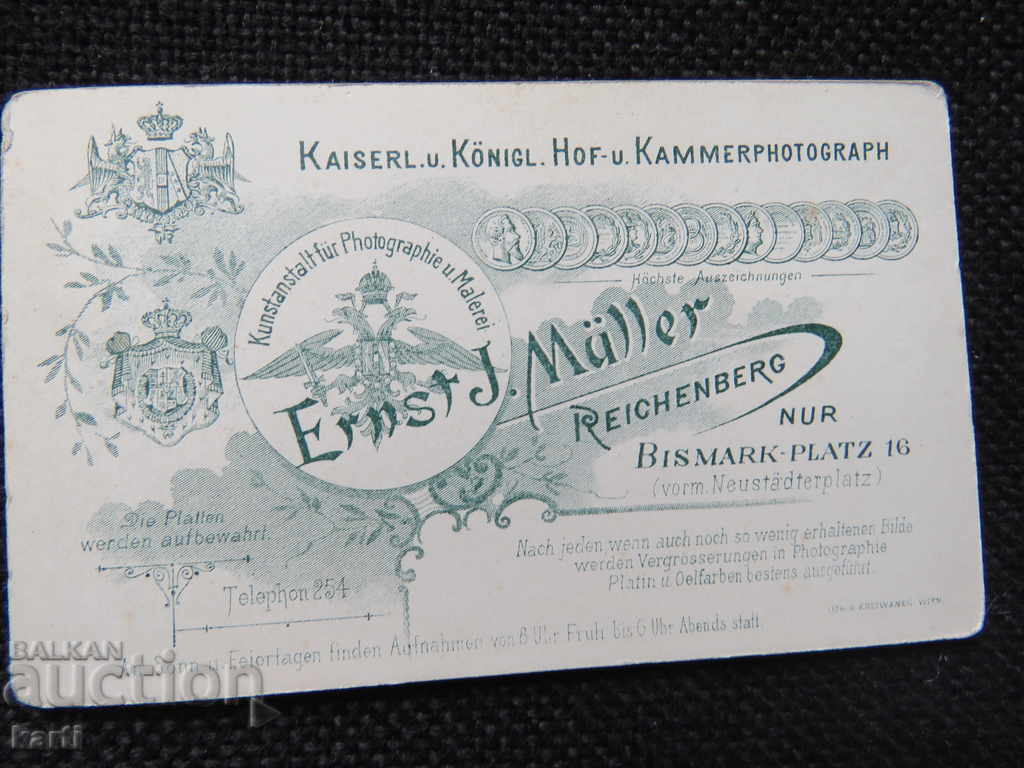 KAISERL. u. KÖNIGL. HOF- u. KAMMERPHOTOGRAPH
Höchste Auszeichnungen
Kunstanstalt für Photographie u. Malerei
Ernst J. Müller
REICHENBERG
NUR
BISMARK-PLATZ 16
(vorm. Neustädterplatz)
Die Platten
werden aufbewahrt.
Nach jeden, wenn auch noch so wenig erhaltenen Bilde
werden Vergrösserungen in Photographie
Platin u. Oelfarben bestens ausgeführt.
Telephon 254
WIEN
An Sonn- u. Feiertagen finden Aufnahmen von 8 Uhr Früh bis 6 Uhr Abends statt.
BALKAN
auction
karti